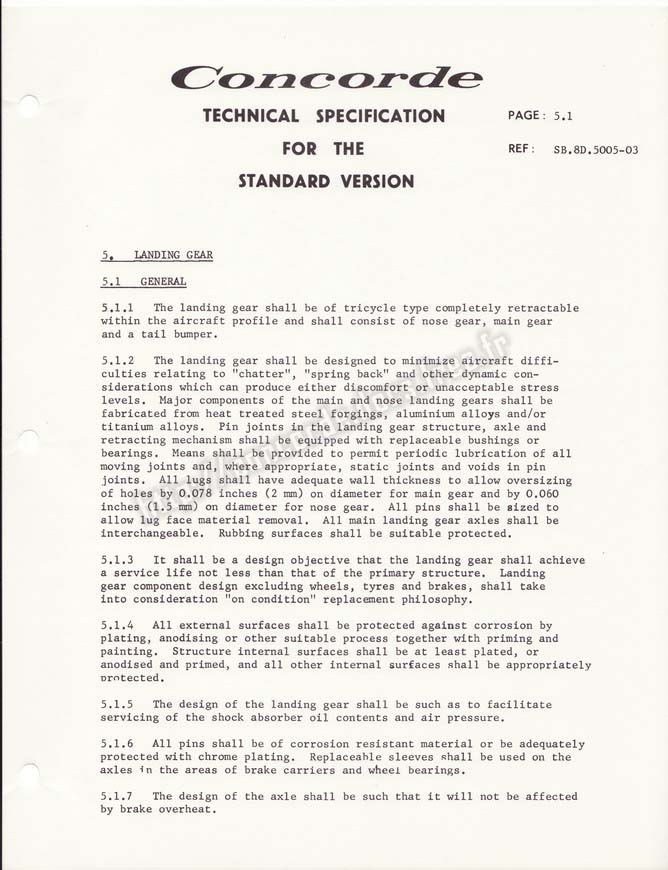 Concorde
TECHNICAL SPECIFICATION
FOR THE
STANDARD VERSION
PAGE: 5.1
REF: SB.8D.5005-03
5. LANDING GEAR
5.1 GENERAL
5.1.1 The landing gear shall be of tricycle type completely retractable
within the aircraft profile and shall consist of nose gear, main gear
and a tail bumper.
5.1.2 The landing gear shall be designed to minimize aircraft diffi-
culties relating to "chatter", "spring back" and other dynamic con-
siderations which can produce either discomfort or unacceptable stress
levels. Major components of the main and nose landing gears shall be
fabricated from heat treated steel forgings, aluminium alloys and/or
titanium alloys. Pin joints in the landing gear structure, axle and
retracting mechanism shall be equipped with replaceable bushings or
bearings. Means shall be provided to permit periodic lubrication of all
moving joints and, where appropriate, static joints and voids in pin
joints. All lugs shall have adequate wall thickness to allow oversizing
of holes by 0.078 inches (2 mm) on diameter for main gear and by 0.060
inches (1.5 mm) on diameter for nose gear. All pins shall be sized to
allow lug face material removal. All main landing gear axles shall be
interchangeable. Rubbing surfaces shall be suitable protected.
5.1.3 It shall be a design objective that the landing gear shall achieve
a service life not less than that of the primary structure. Landing
gear component design excluding wheels, tyres and brakes, shall take
into consideration "on condition" replacement philosophy.
5.1.4 All external surfaces shall be protected against corrosion by
plating, anodising or other suitable process together with priming and
painting. Structure internal surfaces shall be at least plated, or
anodised and primed, and all other internal surfaces shall be appropriately
protected.
5.1.5 The design of the landing gear shall be such as to facilitate
servicing of the shock absorber oil contents and air pressure.
5.1.6 All pins shall be of corrosion resistant material or be adequately
protected with chrome plating. Replaceable sleeves shall be used on the
axles in the areas of brake carriers and wheel bearings.
5.1.7 The design of the axle shall be such that it will not be affected
by brake overheat.